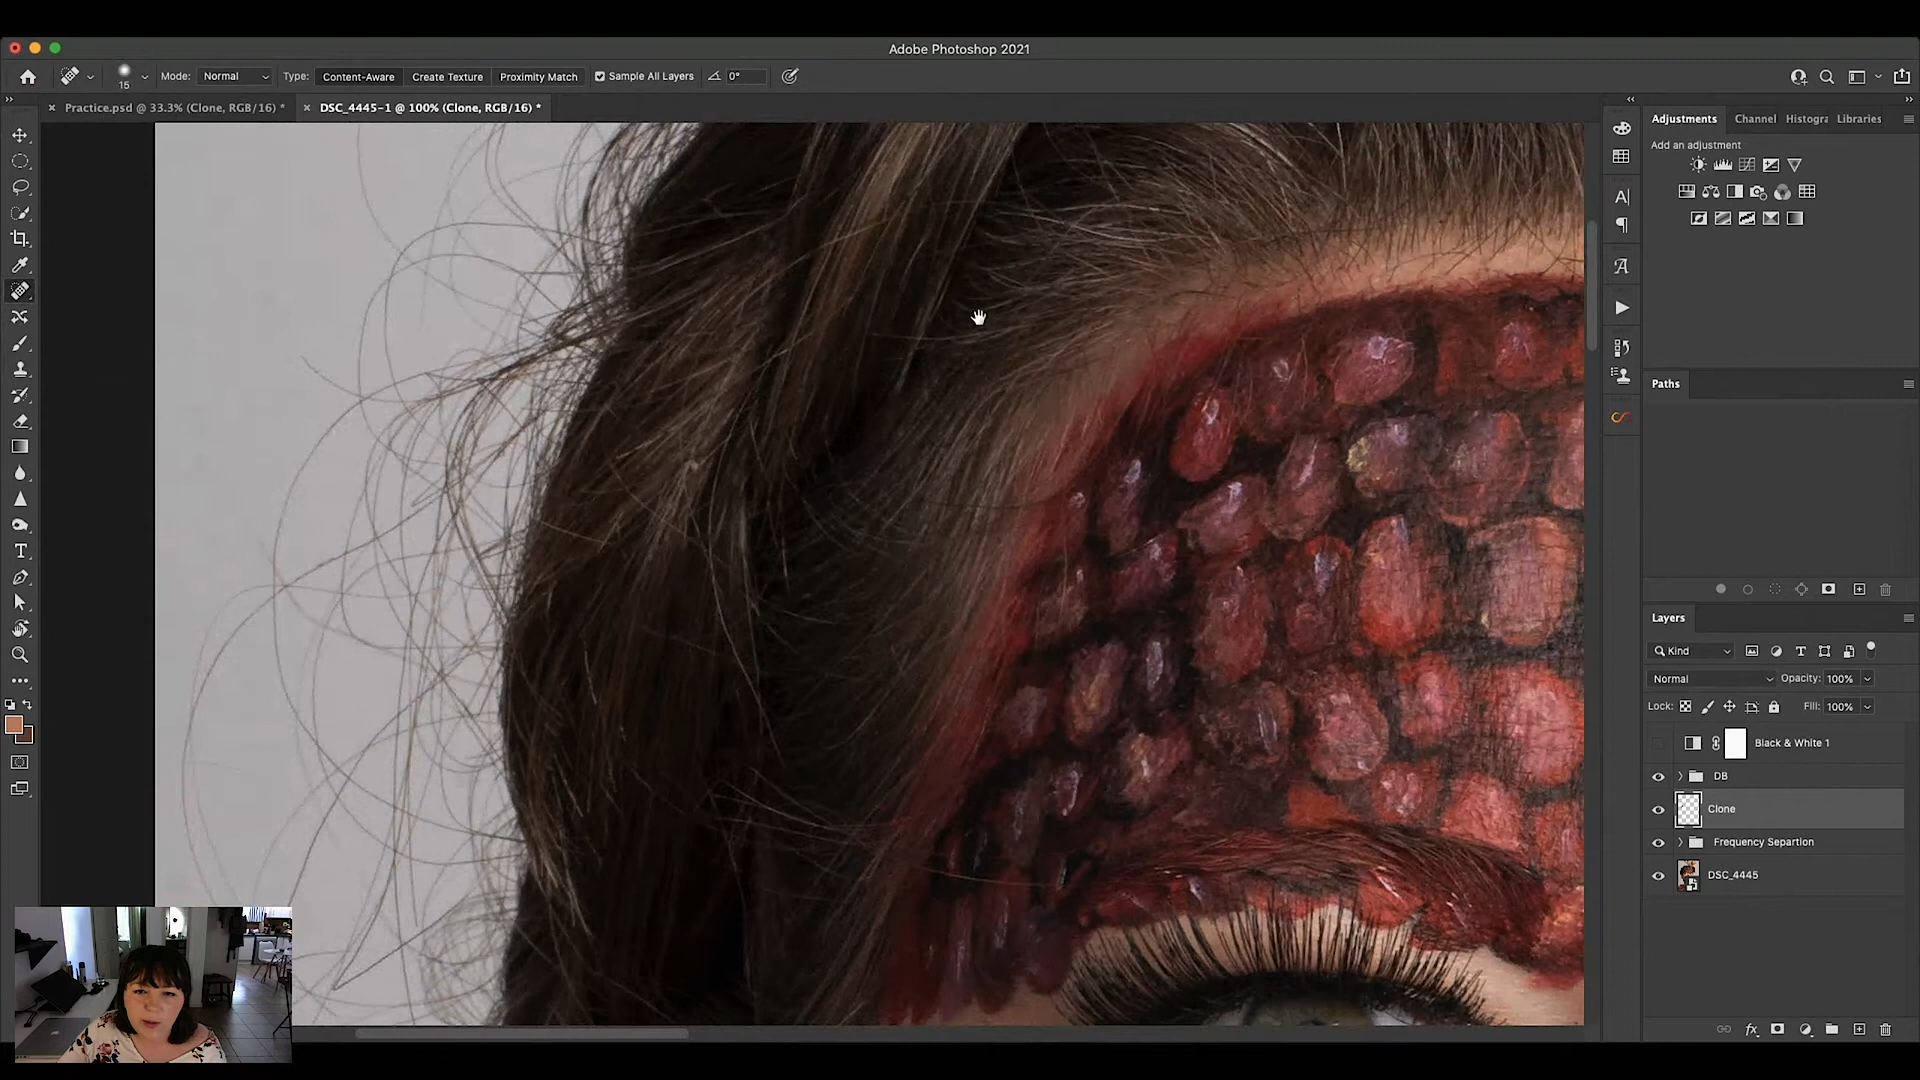 Adobe Photoshop 2021
15
Mode: Normal Type: Content-Aware Create Texture Proximity Match Sample All Layers 0°
Practice.psd @ 33.3% (Clone, RGB/16) *
DSC_4445-1 @ 100% (Clone, RGB/16) *
Adjustments Channel Histogra Libraries
Add an adjustment
Paths
Layers
Kind
Normal Opacity: 100%
Lock: Fill: 100%
Black & White 1
DB
Clone
Frequency Separtion
DSC_4445